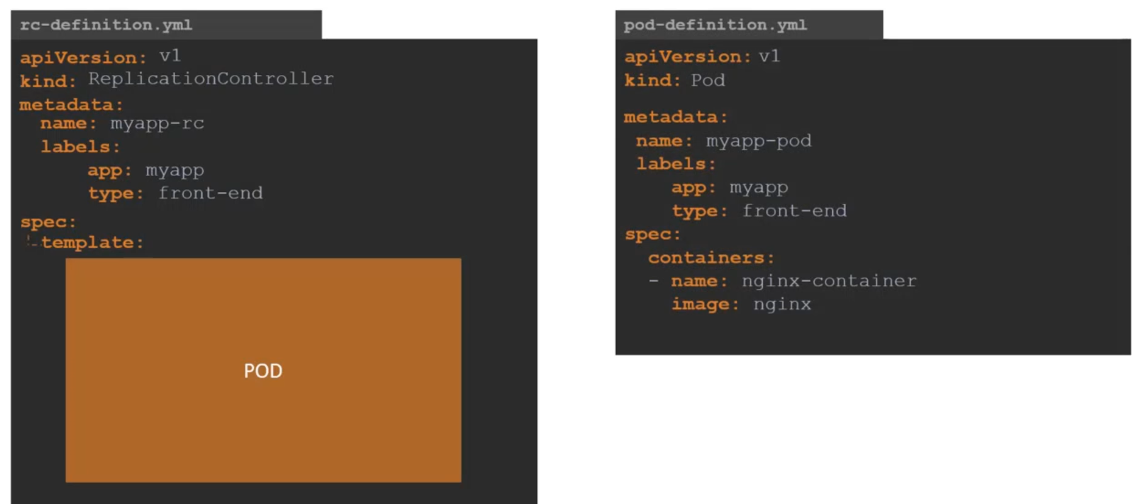 rc-definition.yml
apiVersion: v1
kind: ReplicationController
metadata:
name: myapp-rc
labels:
app: myapp
type: front-end
spec:
template:
POD
pod-definition.yml
apiVersion: v1
kind: Pod
metadata:
name: myapp-pod
labels:
app: myapp
type: front-end
spec:
containers:
- name: nginx-container
image: nginx